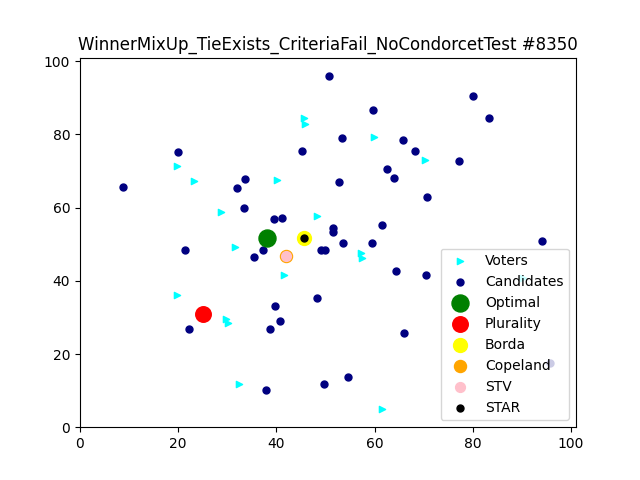 WinnerMixUp_TieExists_CriteriaFail_NoCondorcetTest #8350
100
80
60
40
20
0
0 20 40 60 80 100
Voters
Candidates
Optimal
Plurality
Borda
Copeland
STV
STAR